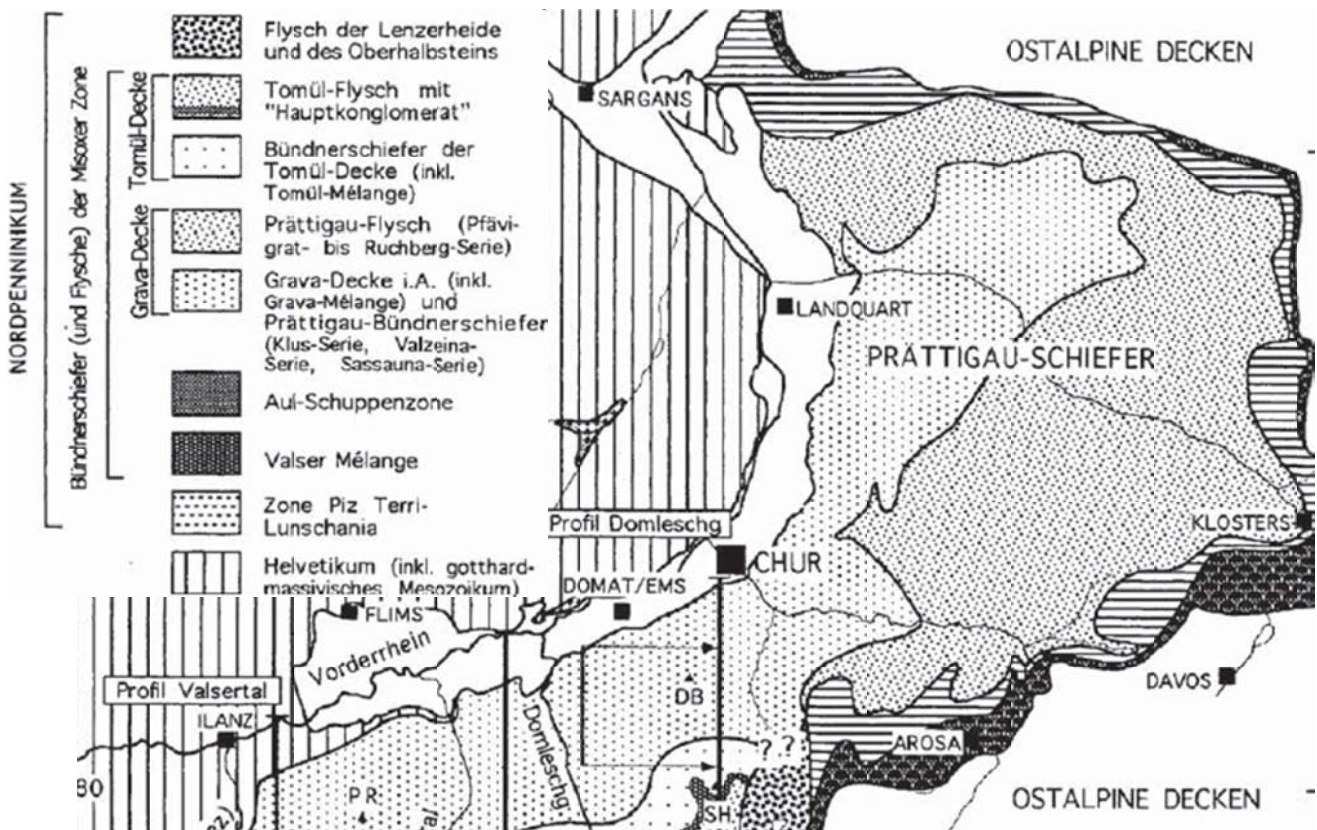 NORDPENNINIKUM
Bündnerschiefer (und Flysche) der Misoxer Zone
Tomül-Decke
Grava-Decke
Flysch der Lenzerheide
und des Oberhalbsteins
Tomül-Flysch mit
"Hauptkonglomerat"
Bündnerschiefer der
Tomül-Decke (inkl.
Tomül-Mélange)
Prättigau-Flysch (Pfävi-
grat- bis Ruchberg-Serie)
Grava-Decke i.A. (inkl.
Grava-Mélange) und
Prättigau-Bündnerschiefer
(Klus-Serie, Valzeina-
Serie, Sassauna-Serie)
Aul-Schuppenzone
Valser Mélange
Zone Piz Terri-
Lunschania
Helvetikum (inkl. gotthard-
massivisches Mesozoikum)
OSTALPINE DECKEN
?
SARGANS
LANDQUART
PRÄTTIGAU-SCHIEFER
KLOSTERS
Profil Domleschg
CHUR
DOMAT/EMS
FLIMS
Vorderrhein
Profil Valsertal
ILANZ
DB
DAVOS
Domleschg
? ?
AROSA
80
P.R.
SH.
OSTALPINE DECKEN